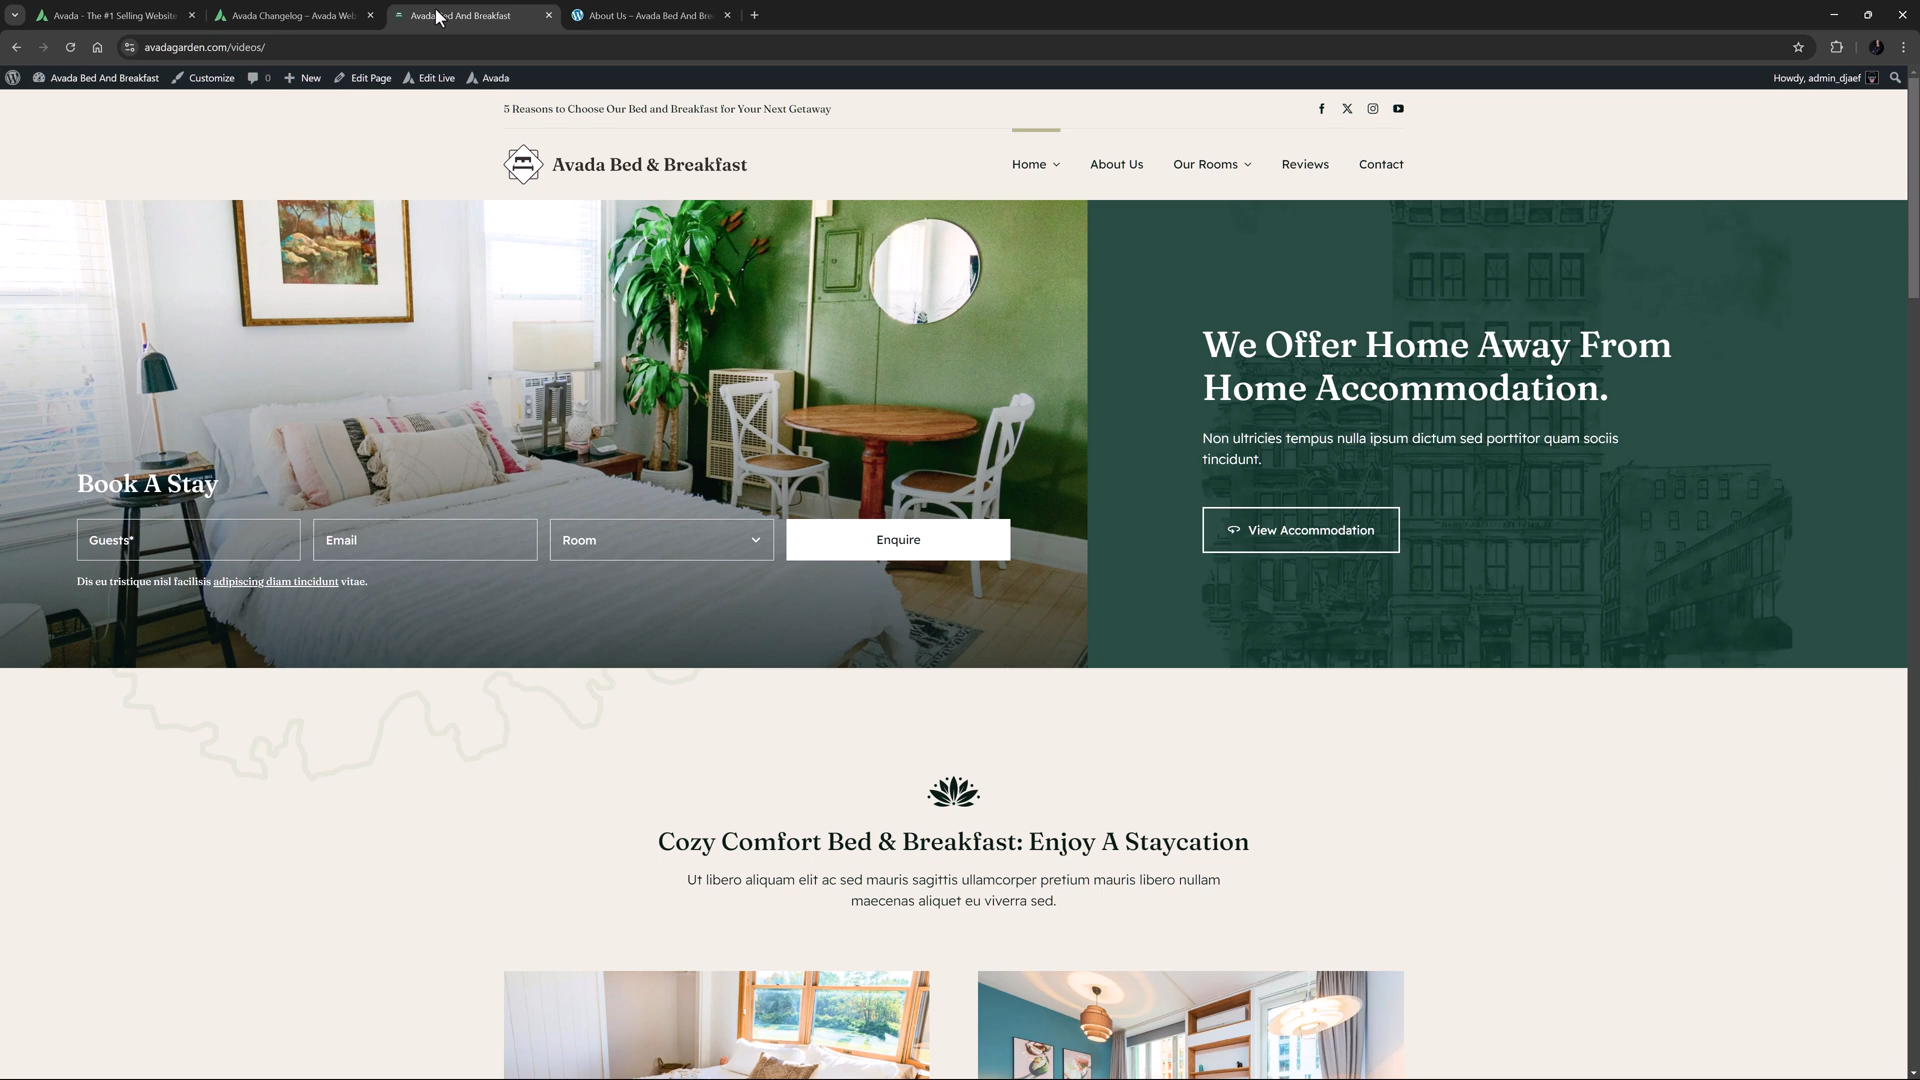 Avada - The #1 Selling Website
Avada Changelog – Avada Web
Avada Bed And Breakfast
About Us – Avada Bed And Bre
avadagarden.com/videos/
Avada Bed And Breakfast
Customize
0
New
Edit Page
Edit Live
Avada
Howdy, admin_djaef
5 Reasons to Choose Our Bed and Breakfast for Your Next Getaway
Avada Bed & Breakfast
Home
About Us
Our Rooms
Reviews
Contact
We Offer Home Away From
Home Accommodation.
Non ultricies tempus nulla ipsum dictum sed porttitor quam sociis
tincidunt.
View Accommodation
Book A Stay
Guests*
Email
Room
Enquire
Dis eu tristique nisl facilisis adipiscing diam tincidunt vitae.
Cozy Comfort Bed & Breakfast: Enjoy A Staycation
Ut libero aliquam elit ac sed mauris sagittis ullamcorper pretium mauris libero nullam
maecenas aliquet eu viverra sed.